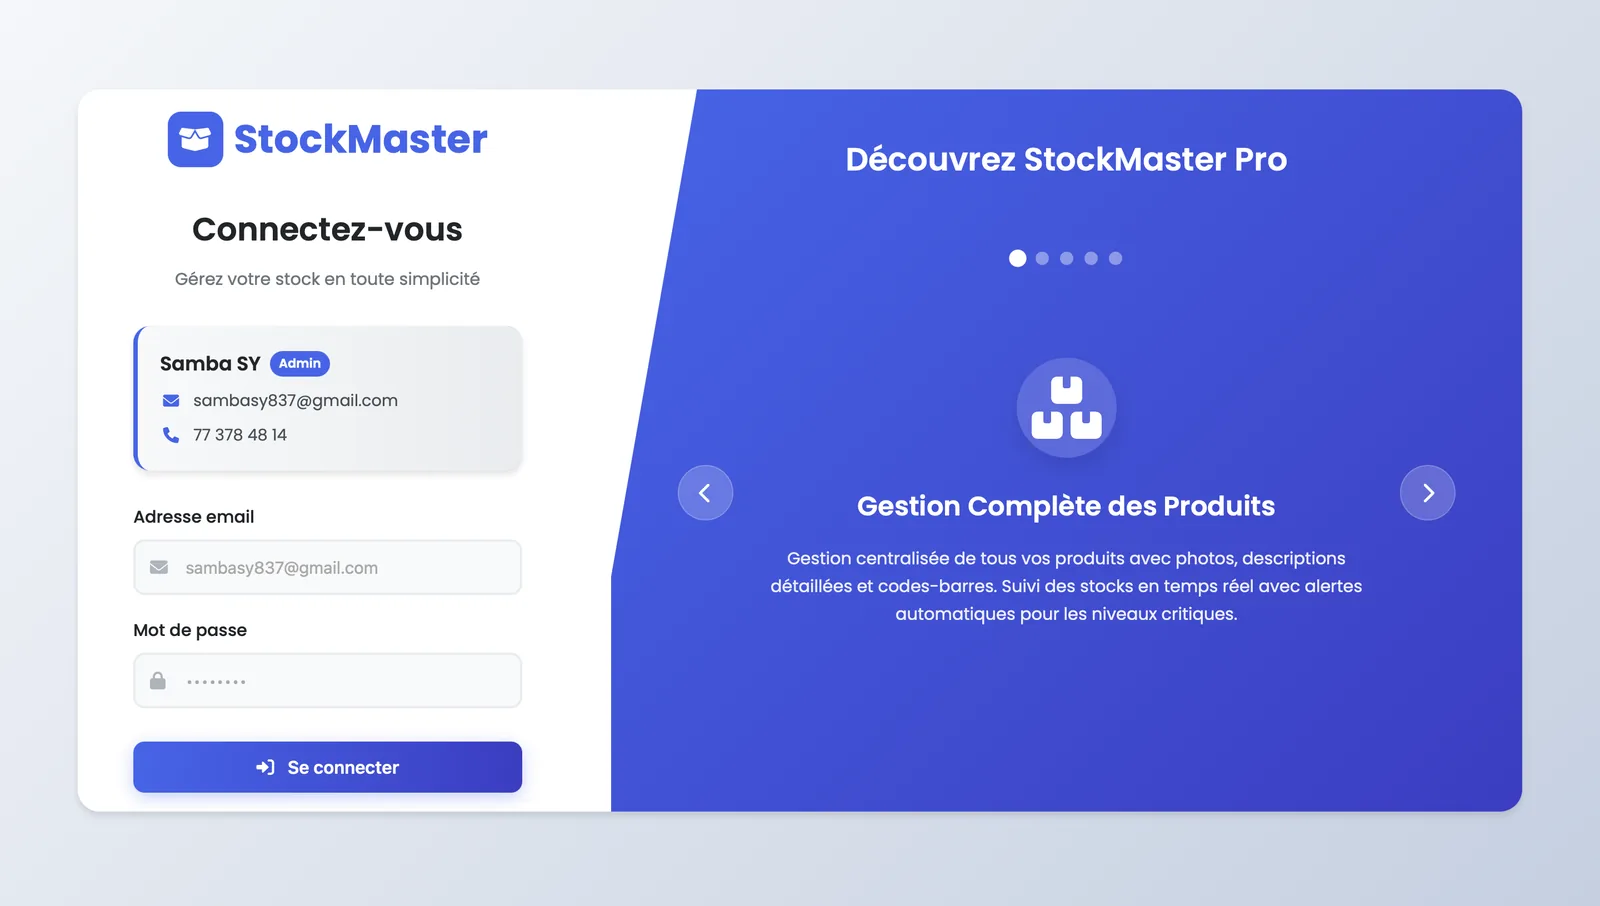 StockMaster
Connectez-vous
Gérez votre stock en toute simplicité
Samba SY Admin
sambasy837@gmail.com
77 378 48 14
Adresse email
sambasy837@gmail.com
Mot de passe
••••••••
Se connecter
Découvrez StockMaster Pro
Gestion Complète des Produits
Gestion centralisée de tous vos produits avec photos, descriptions
détaillées et codes-barres. Suivi des stocks en temps réel avec alertes
automatiques pour les niveaux critiques.